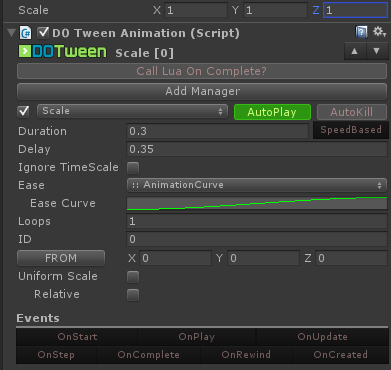 Scale X 1 Y 1 Z 1
DO Tween Animation (Script)
DOTween Scale [0]
Call Lua On Complete?
Add Manager
Scale AutoPlay AutoKill
Duration 0.3 SpeedBased
Delay 0.35
Ignore TimeScale
Ease :: AnimationCurve
Ease Curve
Loops 1
ID 0
FROM X 0 Y 0 Z 0
Uniform Scale
Relative
Events
OnStart OnPlay OnUpdate
OnStep OnComplete OnRewind OnCreated